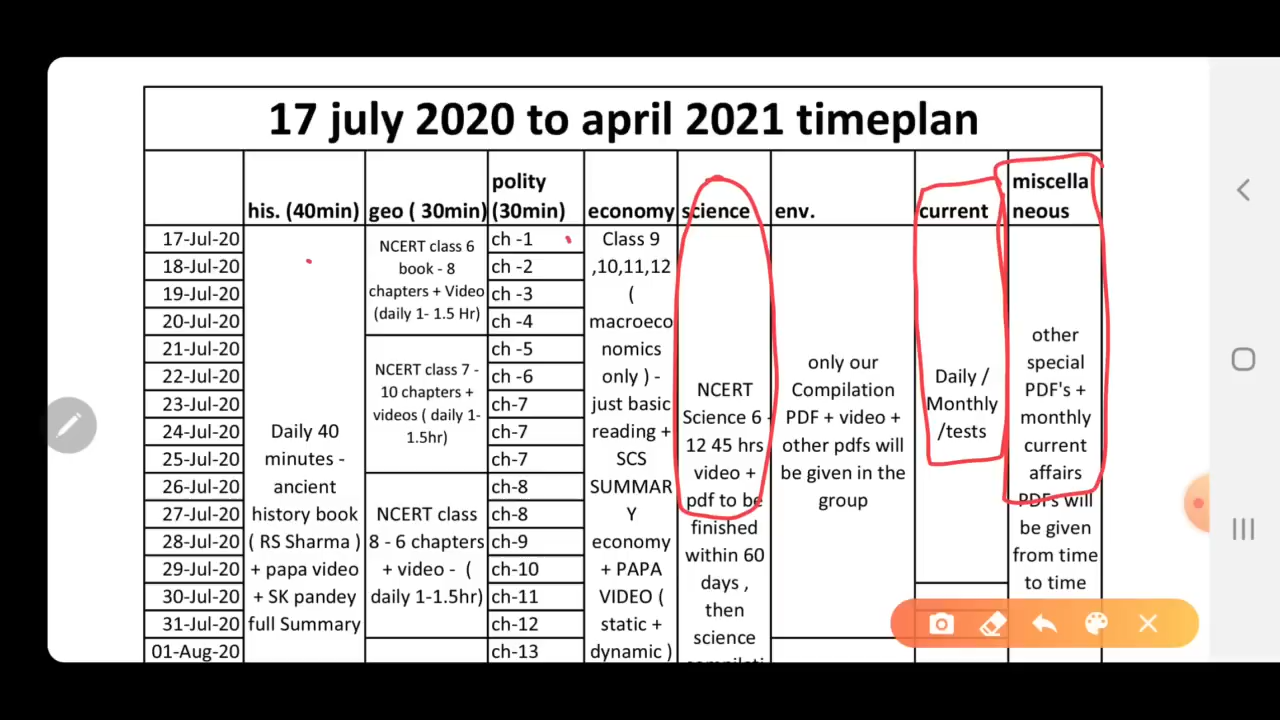 17 july 2020 to april 2021 timeplan
his. (40min)
geo ( 30min)
polity
(30min)
economy
science
env.
current
miscella
neous
17-Jul-20
18-Jul-20
19-Jul-20
20-Jul-20
21-Jul-20
22-Jul-20
23-Jul-20
24-Jul-20
25-Jul-20
26-Jul-20
27-Jul-20
28-Jul-20
29-Jul-20
30-Jul-20
31-Jul-20
01-Aug-20
Daily 40
minutes -
ancient
history book
( RS Sharma )
+ papa video
+ SK pandey
full Summary
NCERT class 6
book - 8
chapters + Video
(daily 1- 1.5 Hr)
NCERT class 7 -
10 chapters +
videos ( daily 1-
1.5hr)
NCERT class
8 - 6 chapters
+ video - (
daily 1-1.5hr)
ch -1
ch -2
ch -3
ch -4
ch -5
ch -6
ch-7
ch-7
ch-7
ch-8
ch-8
ch-9
ch-10
ch-11
ch-12
ch-13
Class 9
,10,11,12
(
macroeco
nomics
only ) -
just basic
reading +
SCS
SUMMAR
Y
economy
+ PAPA
VIDEO (
static +
dynamic )
NCERT
Science 6 -
12 45 hrs
video +
pdf to be
finished
within 60
days ,
then
science
only our
Compilation
PDF + video +
other pdfs will
be given in the
group
Daily /
Monthly
/tests
other
special
PDF's +
monthly
current
affairs
PDFs will
be given
from time
to time